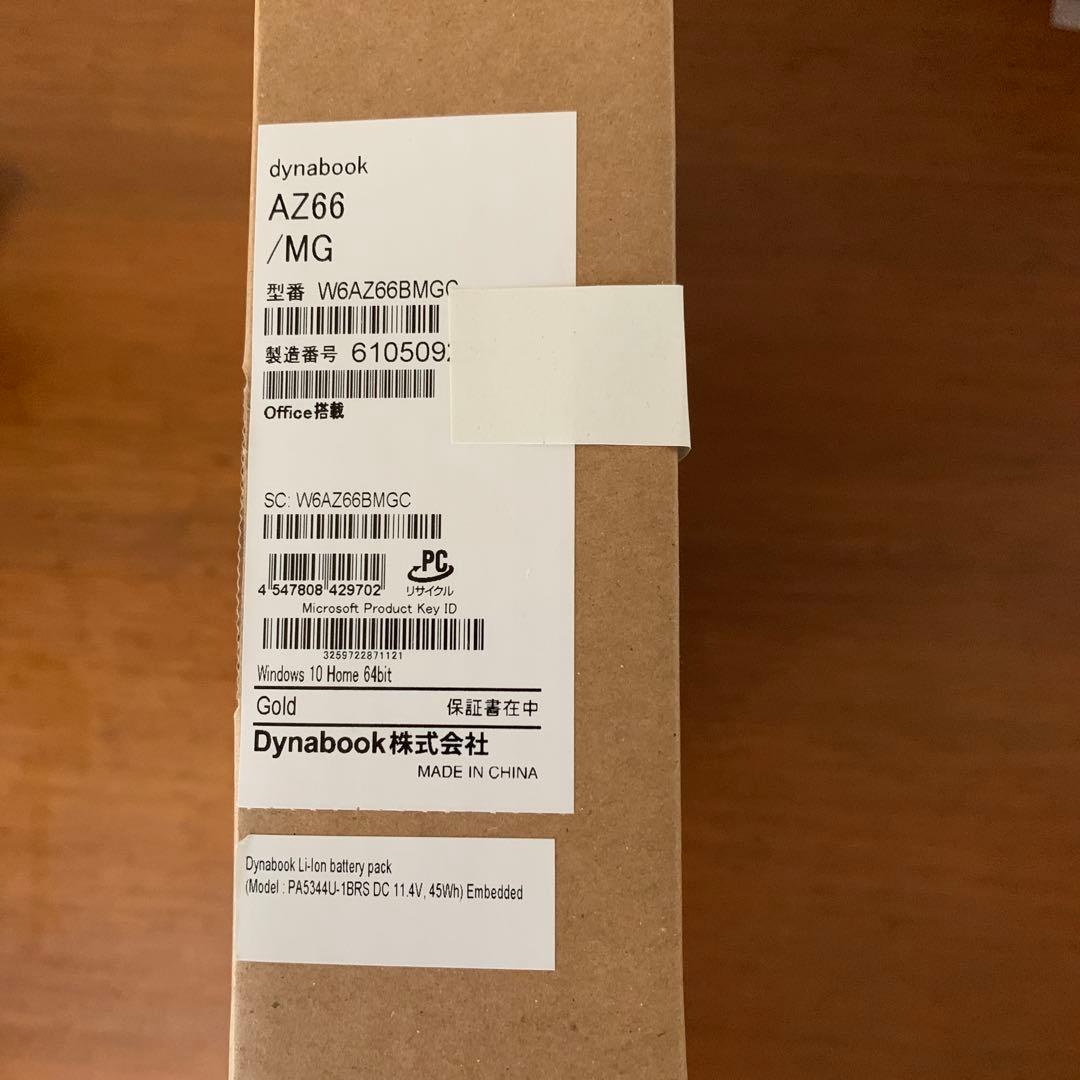 dynabook
AZ66
/MG
型番 W6AZ66BMGC
製造番号 610509
Office搭載
SC: W6AZ66BMGC
PC
リサイクル
4 547808 429702
Microsoft Product Key ID
3259722871121
Windows 10 Home 64bit
Gold 保証書在中
Dynabook株式会社
MADE IN CHINA
Dynabook Li-Ion battery pack
(Model : PA5344U-1BRS DC 11.4V, 45Wh) Embedded